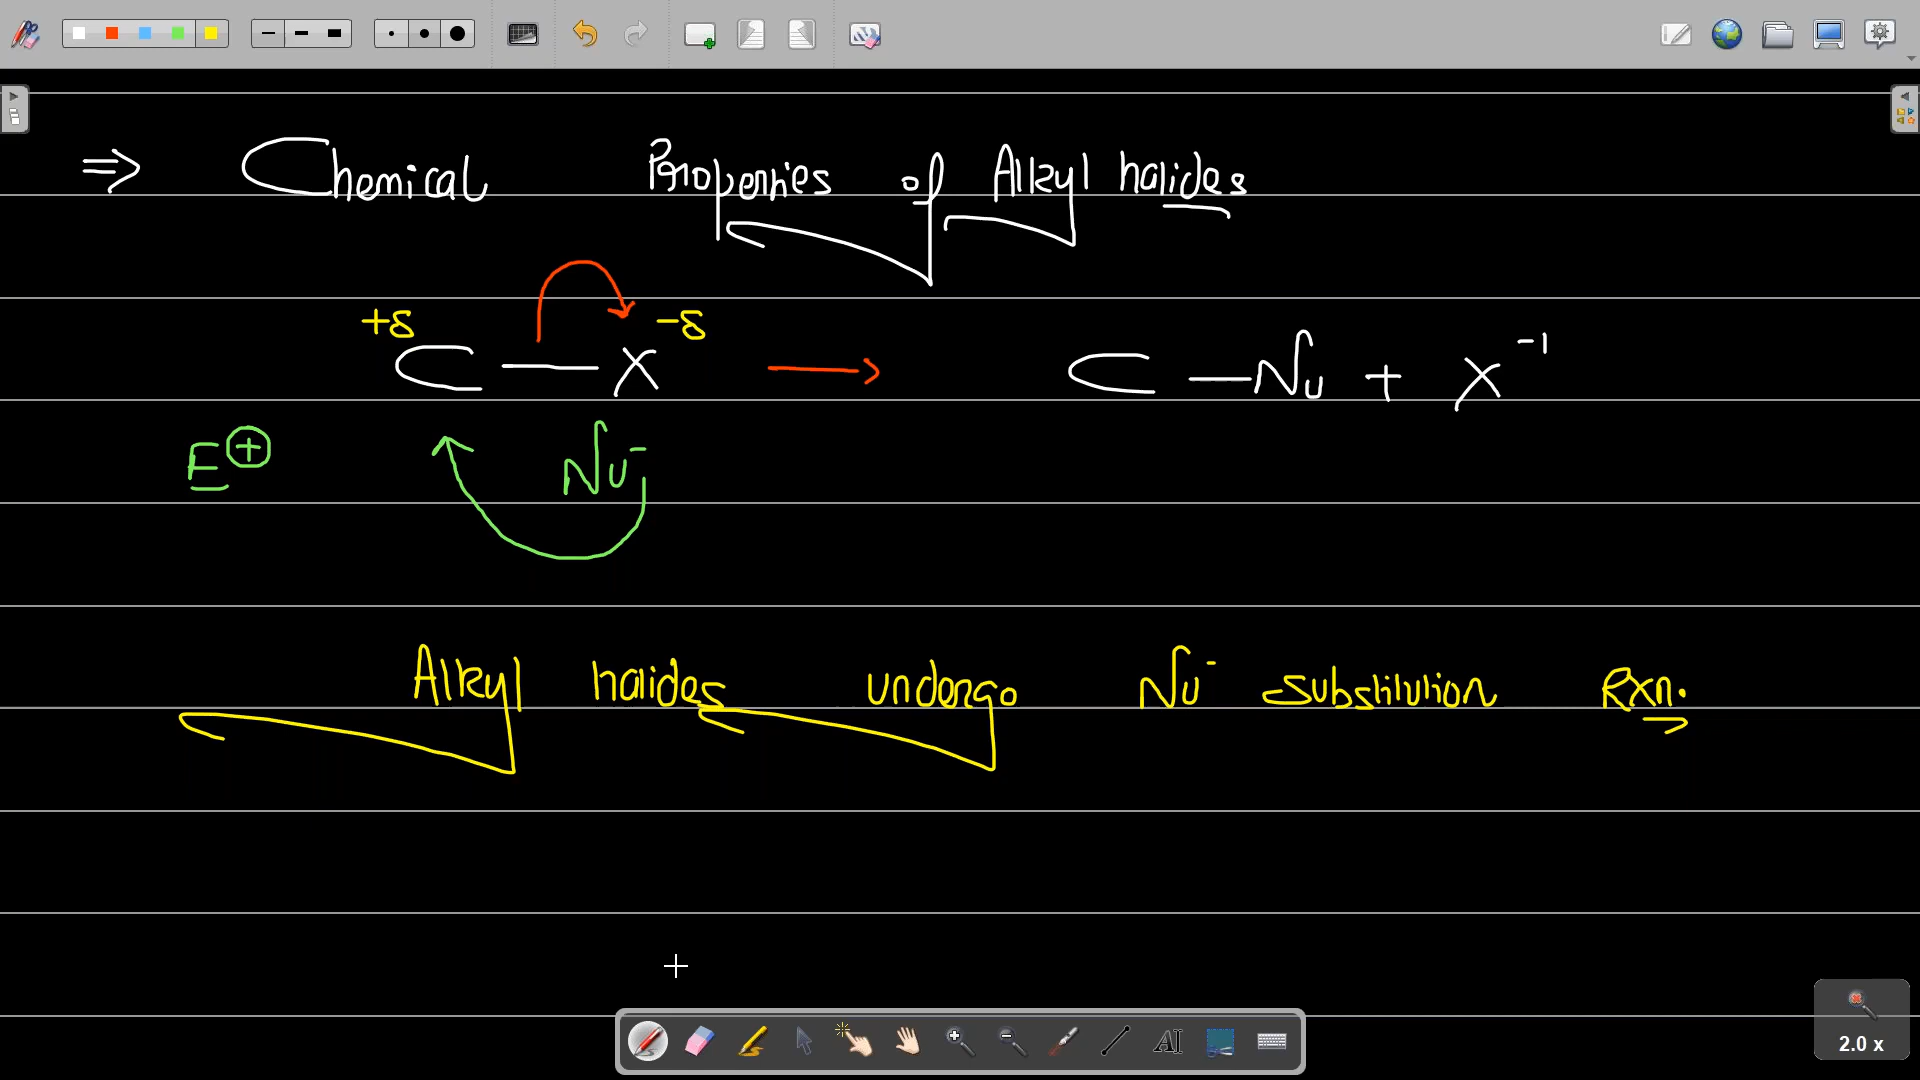 ⇒ Chemical Properties of Alkyl halides
+δ -δ
C — X → C — Nu + X⁻¹
E⊕ Nu⁻
Alkyl halides undergo Nu⁻ substitution Rxn.
2.0 x